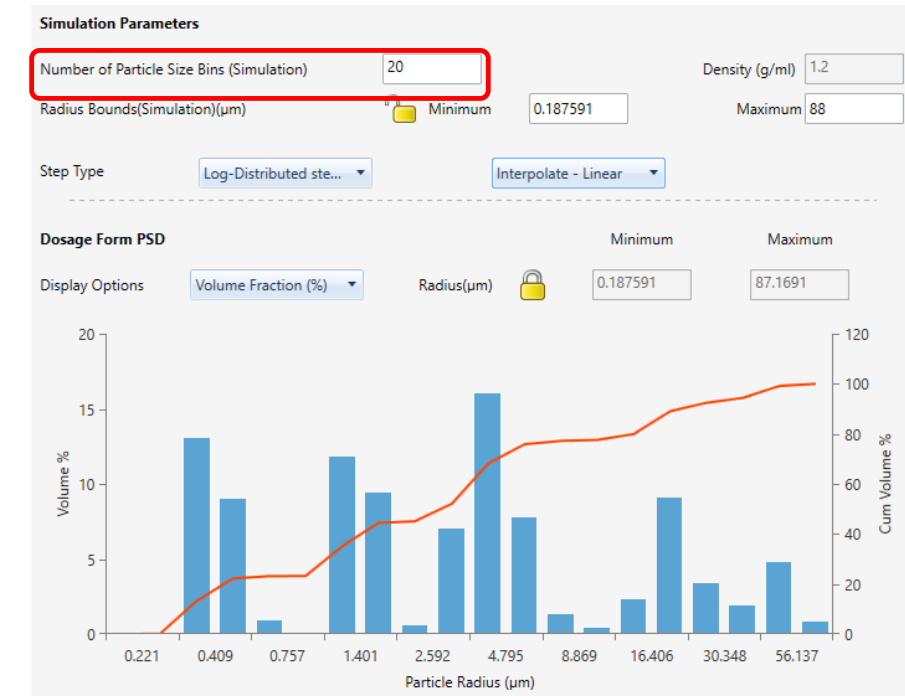 Simulation Parameters
Number of Particle Size Bins (Simulation) 20 Density (g/ml) 1.2
Radius Bounds(Simulation)(µm) Minimum 0.187591 Maximum 88
Step Type Log-Distributed ste... Interpolate - Linear
Dosage Form PSD Minimum Maximum
Display Options Volume Fraction (%) Radius(µm) 0.187591 87.1691
20 120
100
15
80
Volume % 10 60 Cum Volume %
40
5
20
0 0
0.221 0.409 0.757 1.401 2.592 4.795 8.869 16.406 30.348 56.137
Particle Radius (µm)